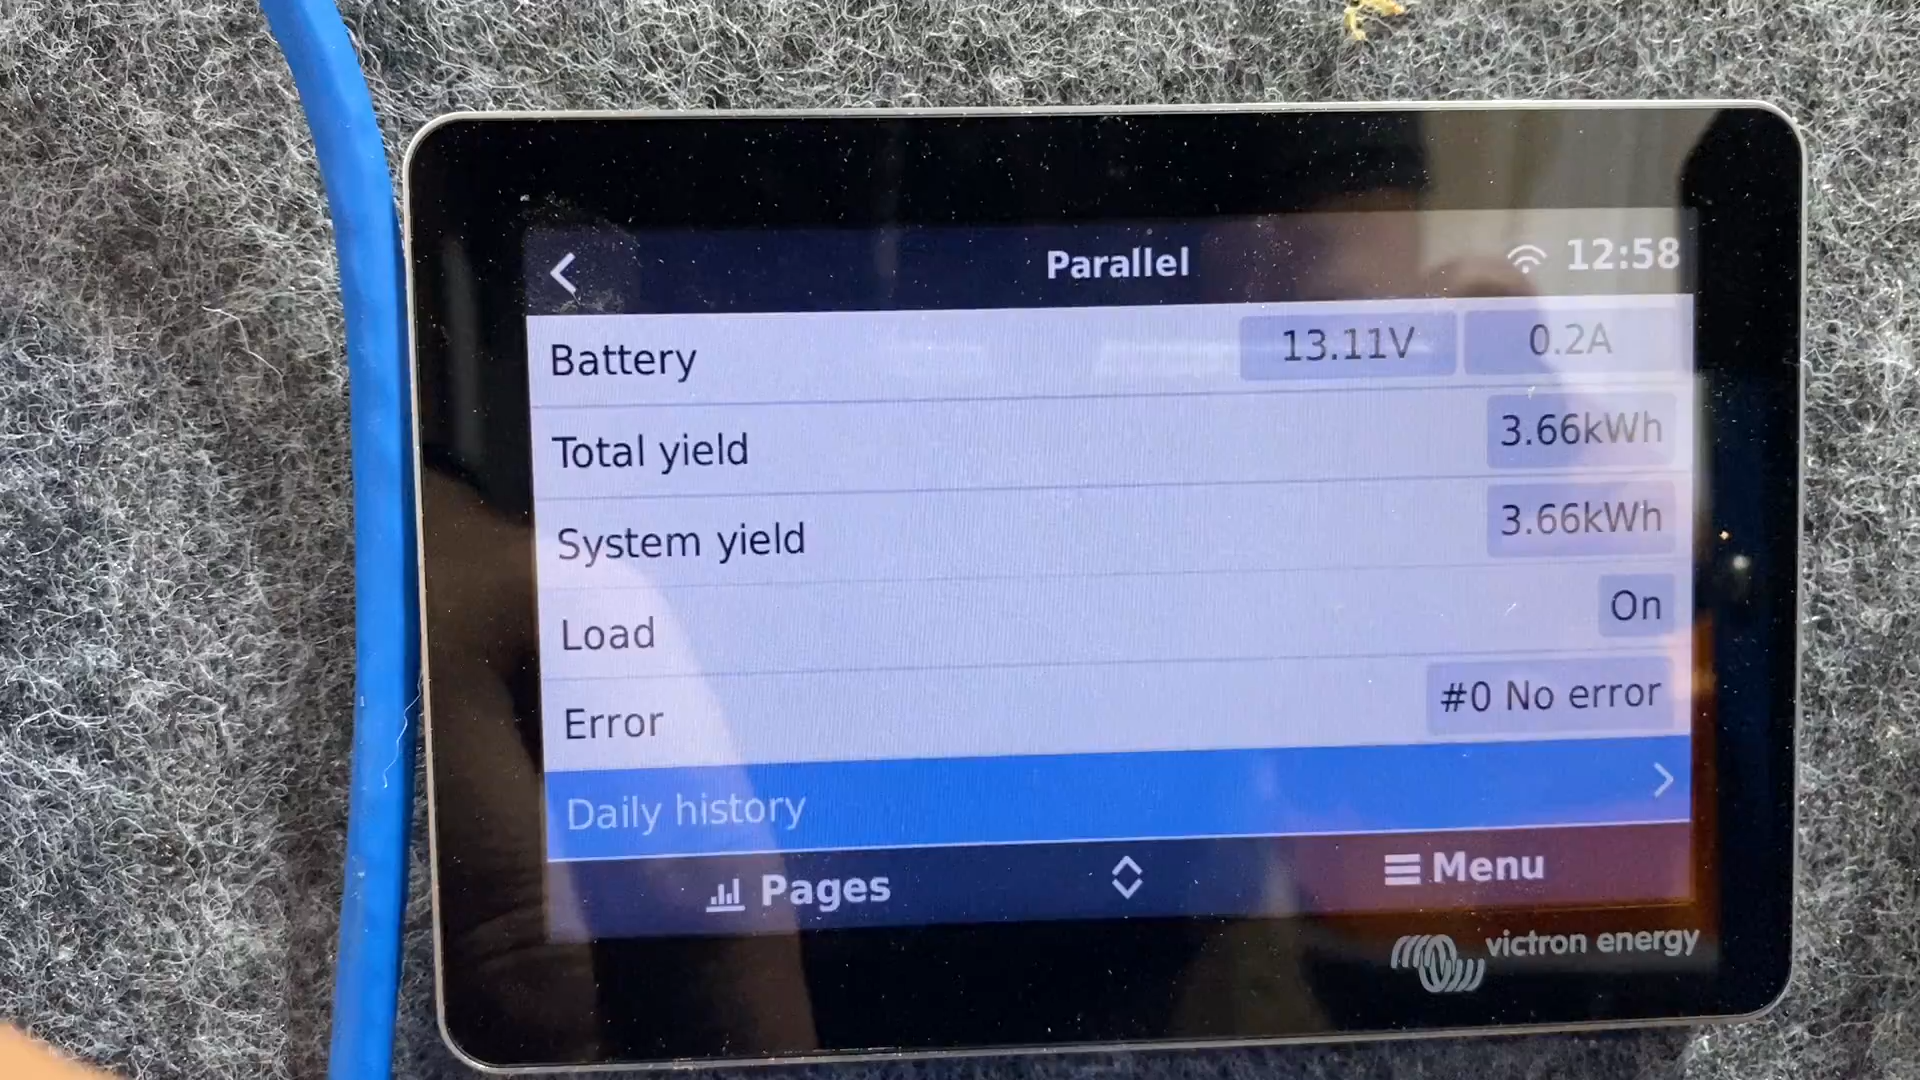 Parallel 12:58
Battery 13.11V 0.2A
Total yield 3.66kWh
System yield 3.66kWh
Load On
Error #0 No error
Daily history
Pages Menu
victron energy